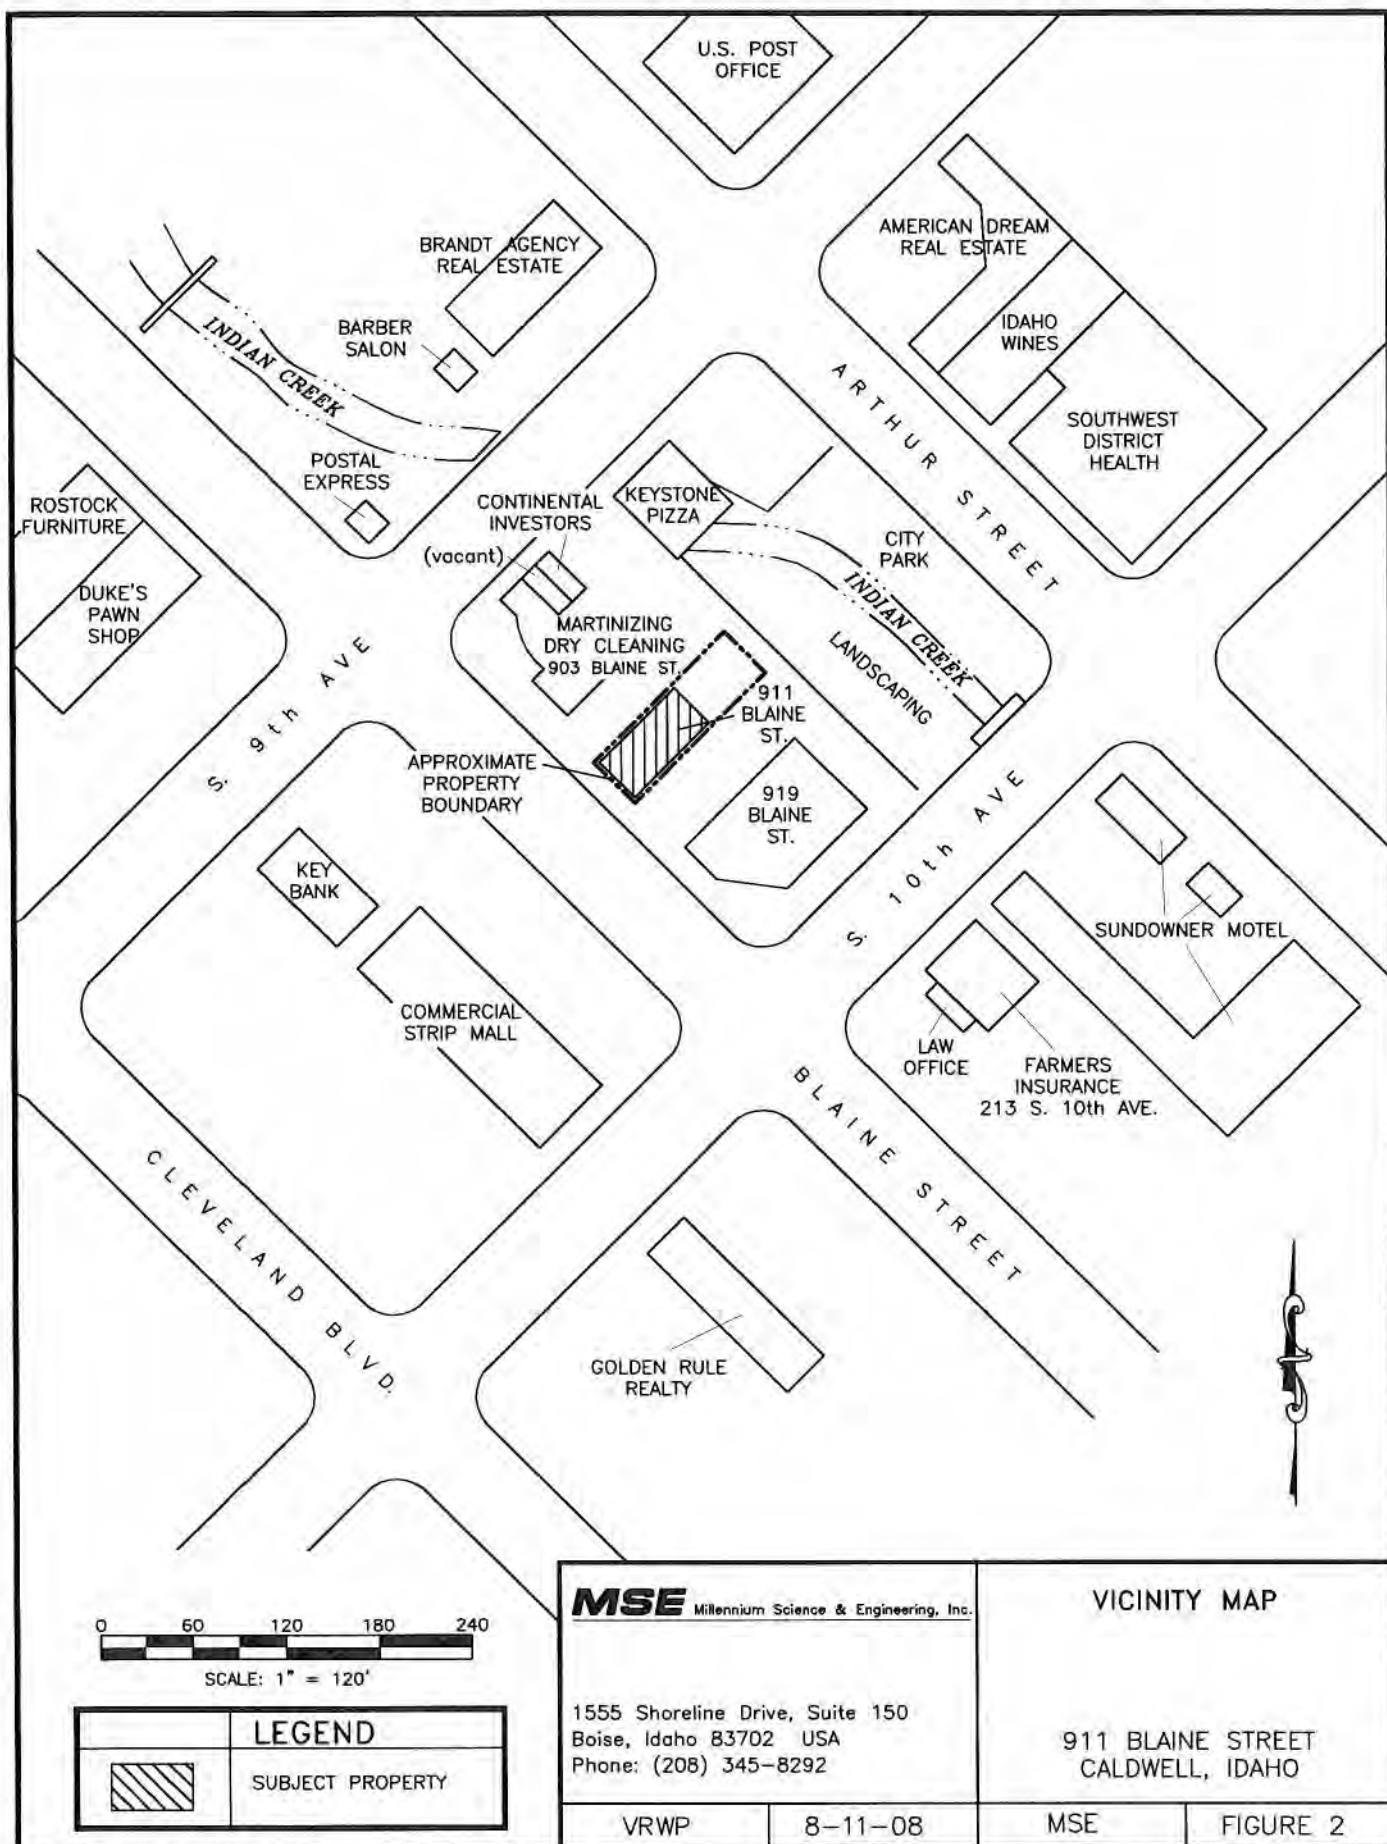 U.S. POST
OFFICE
AMERICAN DREAM
REAL ESTATE
BRANDT AGENCY
REAL ESTATE
IDAHO
WINES
BARBER
SALON
INDIAN CREEK
ARTHUR STREET
SOUTHWEST
DISTRICT
HEALTH
POSTAL
EXPRESS
ROSTOCK
FURNITURE
CONTINENTAL
INVESTORS
(vacant)
KEYSTONE
PIZZA
CITY
PARK
INDIAN CREEK
DUKE'S
PAWN
SHOP
MARTINIZING
DRY CLEANING
903 BLAINE ST.
LANDSCAPING
S. 9th AVE
911
BLAINE
ST.
APPROXIMATE
PROPERTY
BOUNDARY
919
BLAINE
ST.
S. 10th AVE
KEY
BANK
SUNDOWNER MOTEL
COMMERCIAL
STRIP MALL
LAW
OFFICE
FARMERS
INSURANCE
213 S. 10th AVE.
BLAINE STREET
CLEVELAND BLVD.
GOLDEN RULE
REALTY
0 60 120 180 240
SCALE: 1" = 120'
LEGEND
SUBJECT PROPERTY
MSE Millennium Science & Engineering, Inc.
1555 Shoreline Drive, Suite 150
Boise, Idaho 83702 USA
Phone: (208) 345-8292
VICINITY MAP
911 BLAINE STREET
CALDWELL, IDAHO
VRWP 8-11-08 MSE FIGURE 2